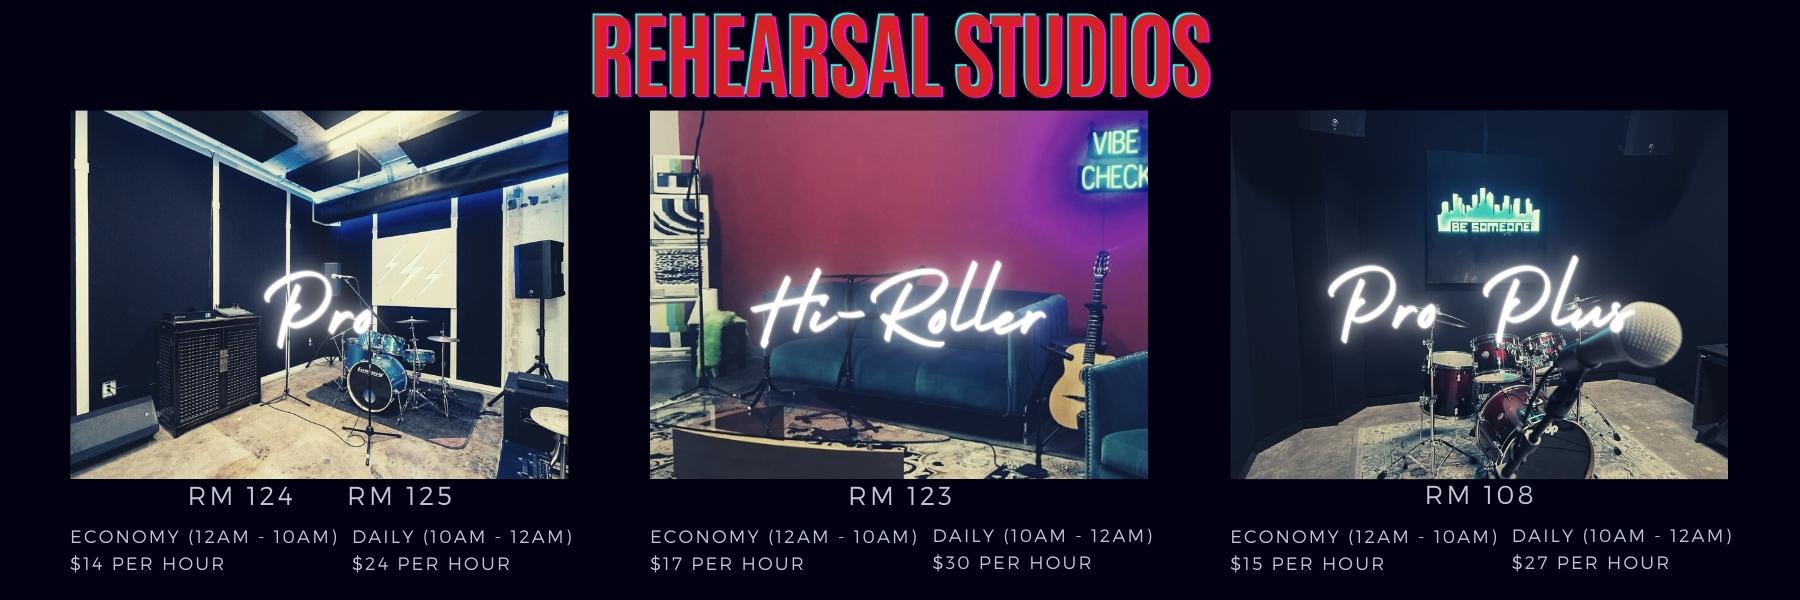 REHEARSAL STUDIOS
VIBE
CHECK
BE SOMEONE
Pro
Hi-Roller
Pro Plus
RM 124 RM 125
ECONOMY (12AM - 10AM) DAILY (10AM - 12AM)
$14 PER HOUR $24 PER HOUR
RM 123
ECONOMY (12AM - 10AM) DAILY (10AM - 12AM)
$17 PER HOUR $30 PER HOUR
RM 108
ECONOMY (12AM - 10AM) DAILY (10AM - 12AM)
$15 PER HOUR $27 PER HOUR